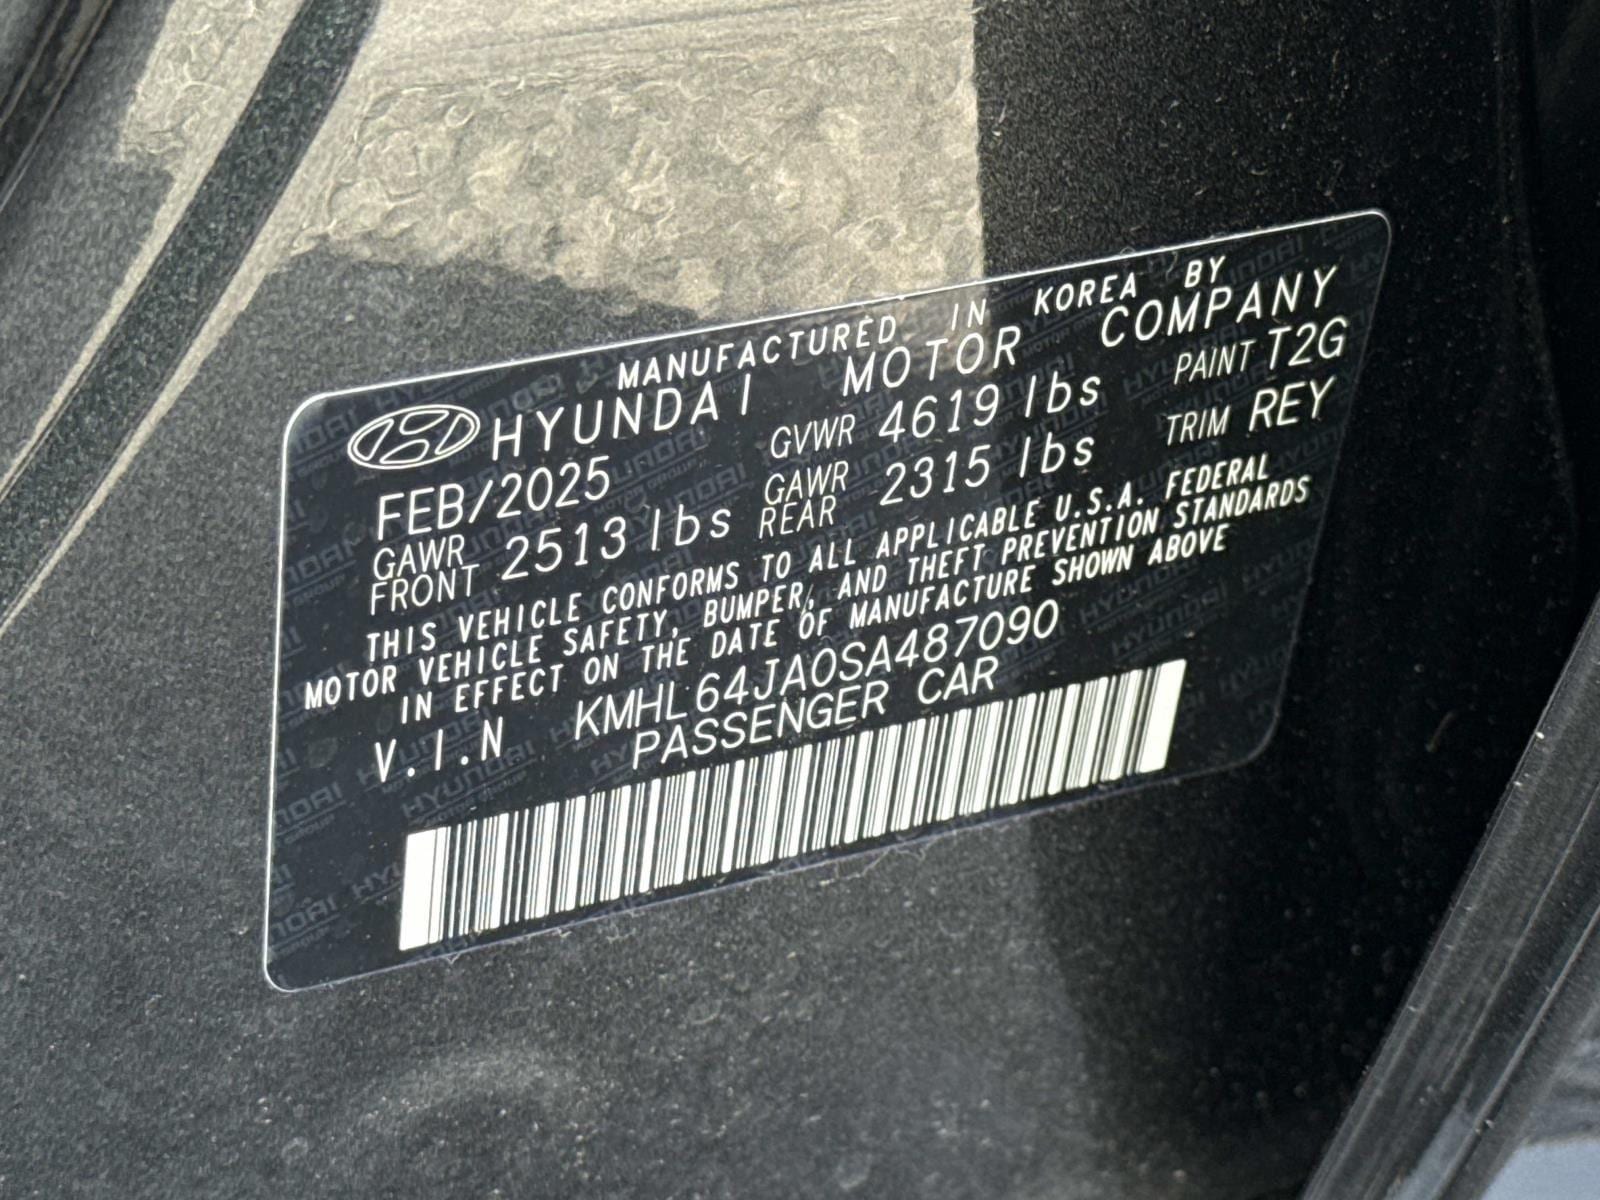 MANUFACTURED IN KOREA BY
HYUNDAI MOTOR COMPANY
FEB/2025 GVWR 4619 lbs PAINT T2G
GAWR FRONT 2513 lbs GAWR REAR 2315 lbs TRIM REY
THIS VEHICLE CONFORMS TO ALL APPLICABLE U.S.A. FEDERAL
MOTOR VEHICLE SAFETY, BUMPER, AND THEFT PREVENTION STANDARDS
IN EFFECT ON THE DATE OF MANUFACTURE SHOWN ABOVE
V.I.N KMHL64JA0SA487090
PASSENGER CAR